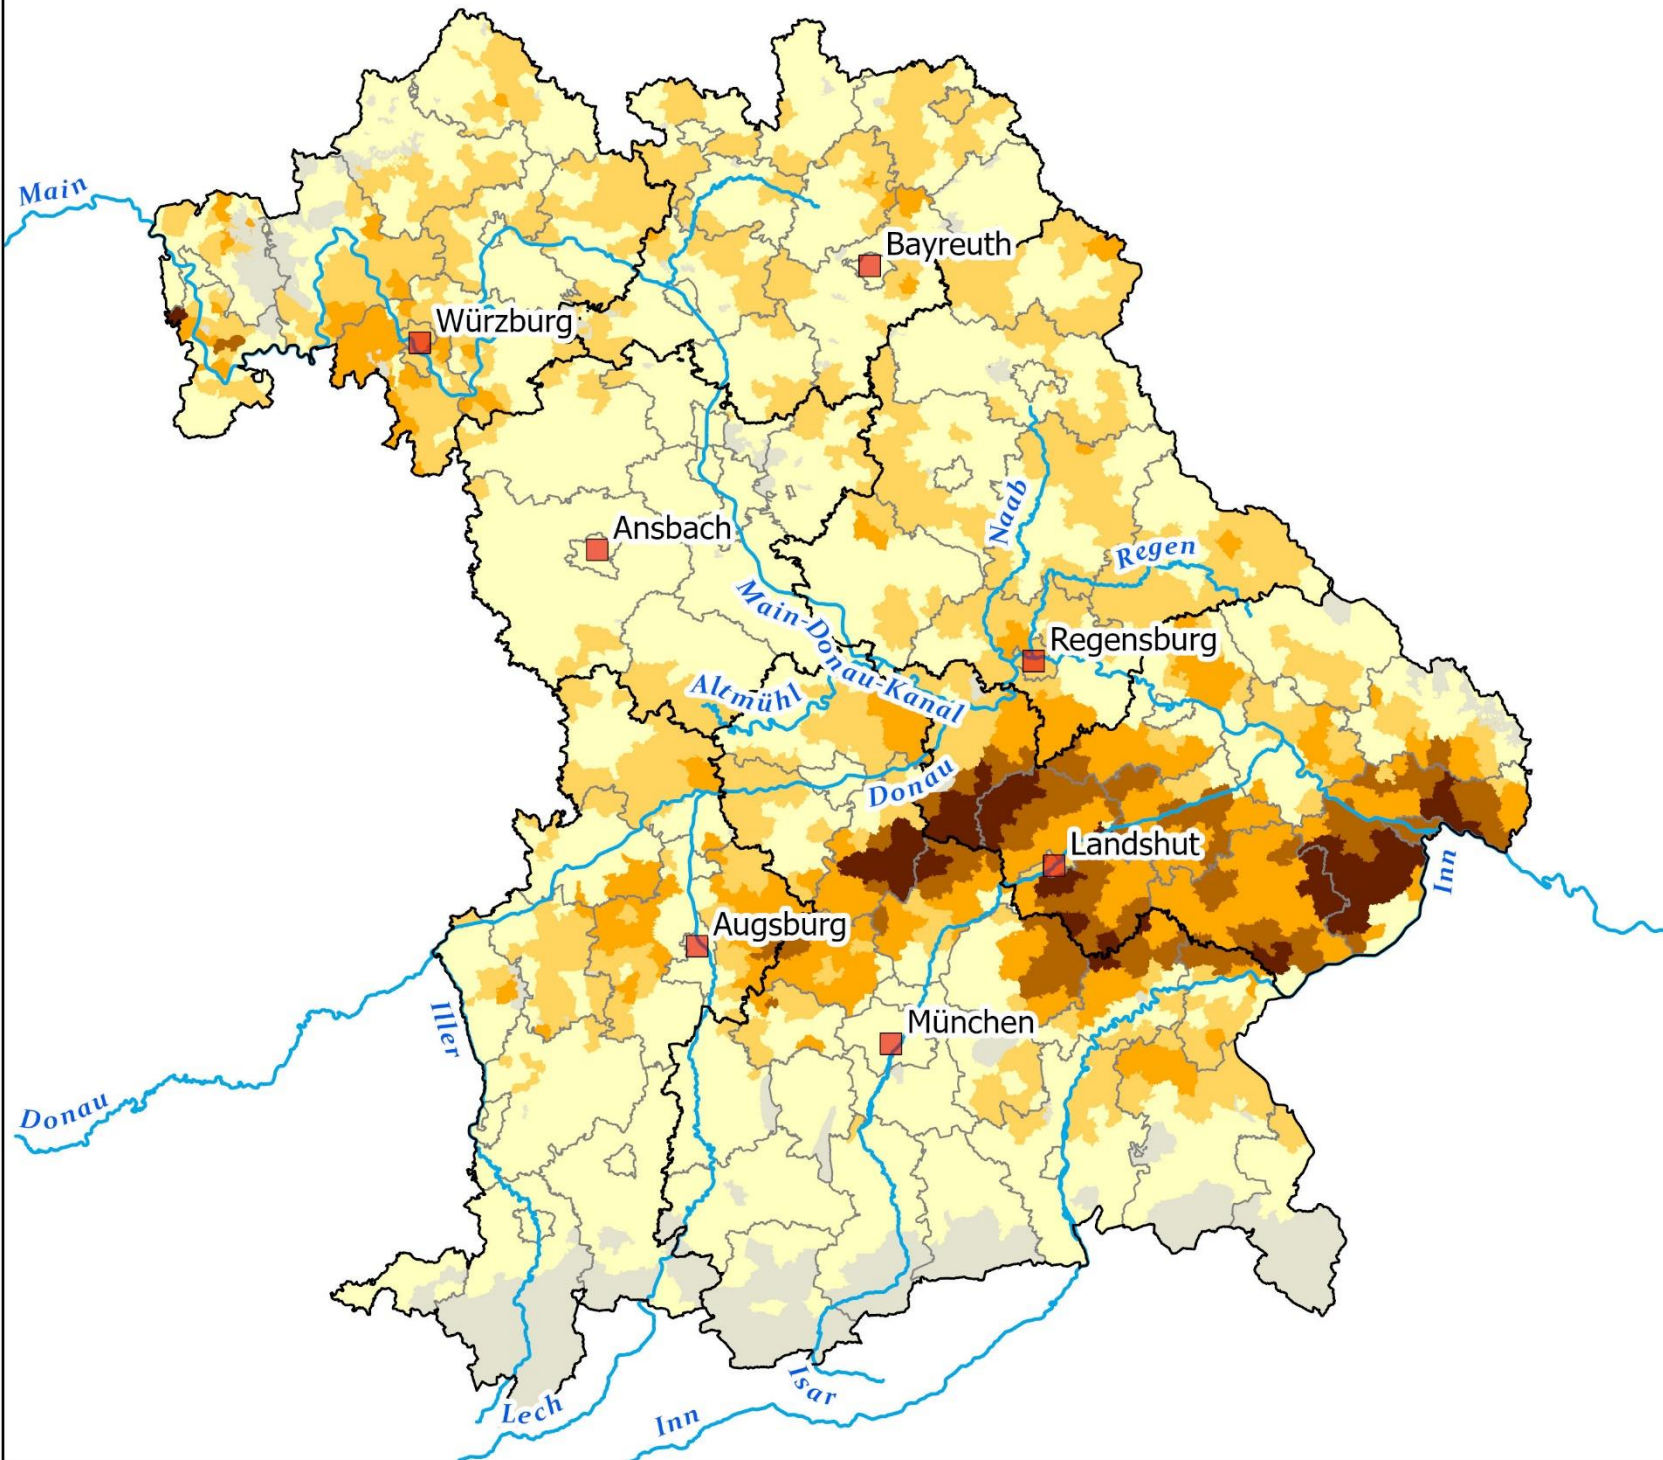 Main
Bayreuth
Würzburg
Naab
Ansbach
Regen
Main-Donau-Kanal
Regensburg
Altmühl
Donau
Landshut
Inn
Augsburg
Iller
München
Donau
Isar
Lech
Inn